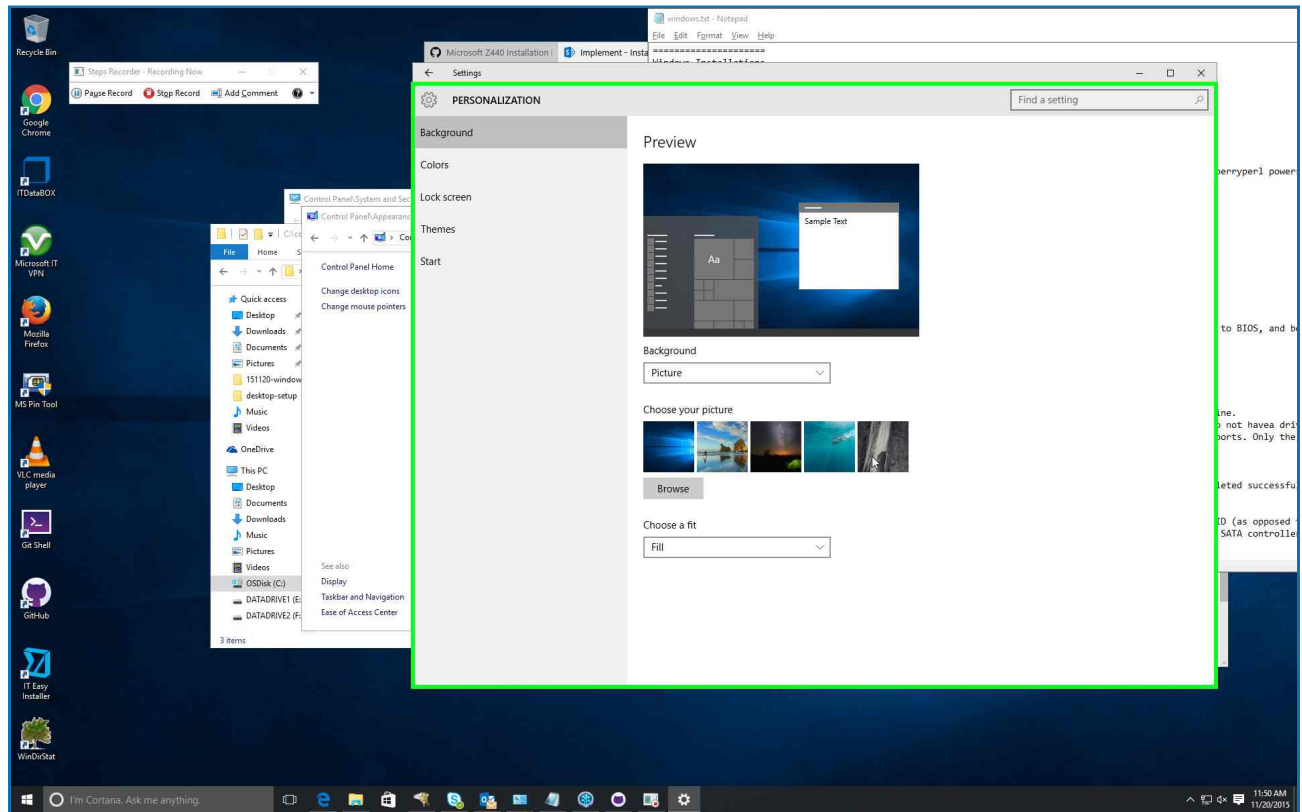 Recycle Bin
Google
Chrome
ITDataBOX
Microsoft IT
VPN
Mozilla
Firefox
MS Pin Tool
VLC media
player
Git Shell
GitHub
IT Easy
Installer
WinDirStat
Steps Recorder - Recording Now
Pause Record Stop Record Add Comment
windows.txt - Notepad
File Edit Format View Help
=====================
Windows Installations
Microsoft Z440 Installation
Implement - Insta
Control Panel\System and Sec
Control Panel\Appearanc
Control Panel Home
Change desktop icons
Change mouse pointers
See also
Display
Taskbar and Navigation
Ease of Access Center
File Home
Quick access
Desktop
Downloads
Documents
Pictures
151120-window
desktop-setup
Music
Videos
OneDrive
This PC
Desktop
Documents
Downloads
Music
Pictures
Videos
OSDisk (C:)
DATADRIVE1 (E:
DATADRIVE2 (F:
3 items
Settings
PERSONALIZATION
Find a setting
Background
Colors
Lock screen
Themes
Start
Preview
Sample Text
Aa
Background
Picture
Choose your picture
Browse
Choose a fit
Fill
erryperl power
to BIOS, and b
ine.
not havea dri
orts. Only the
leted successfu
ID (as opposed
SATA controlle
I'm Cortana. Ask me anything.
11:50 AM
11/20/2015